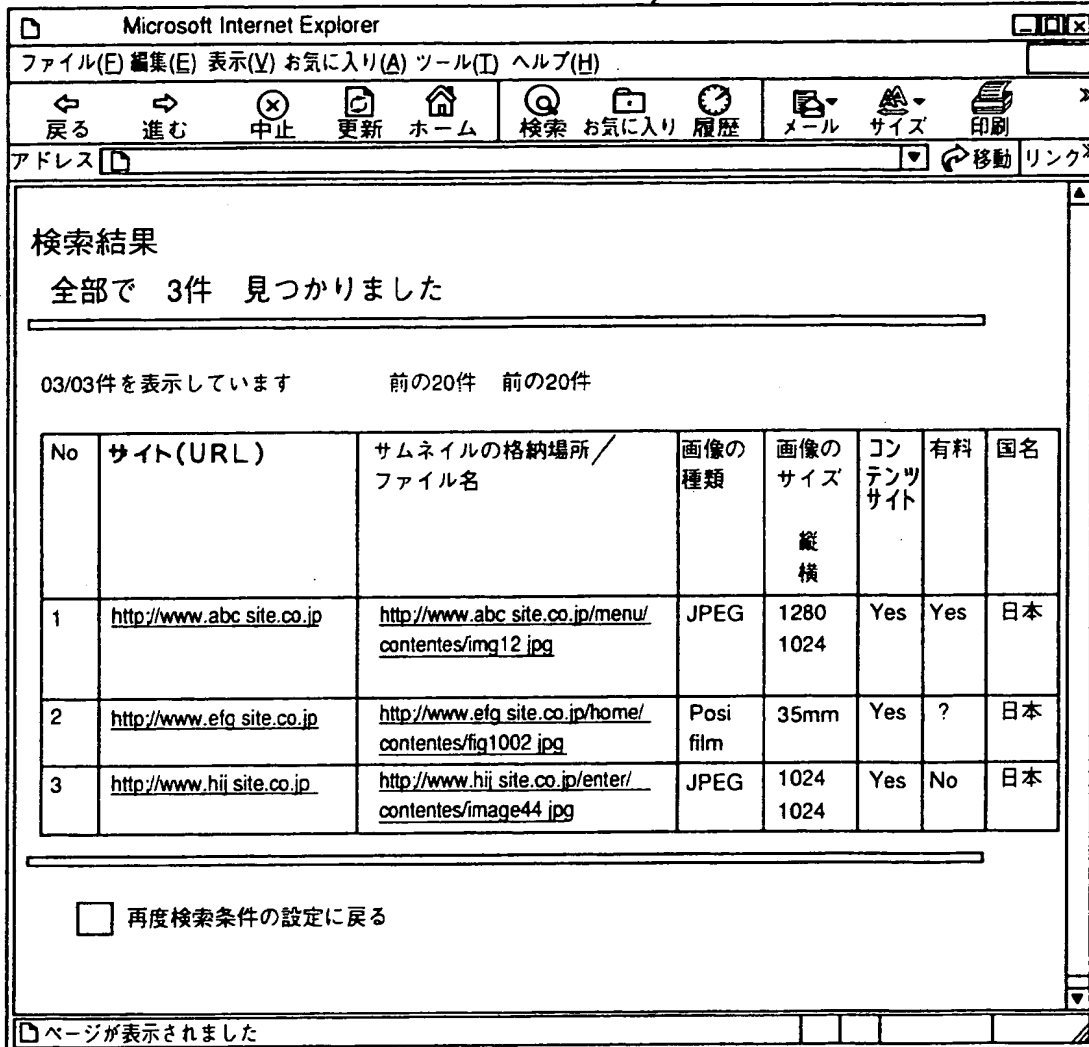 Microsoft Internet Explorer
ファイル(F) 編集(E) 表示(V) お気に入り(A) ツール(T) ヘルプ(H)
戻る 進む 中止 更新 ホーム 検索 お気に入り 履歴 メール サイズ 印刷
アドレス 移動 リンク
検索結果
全部で 3件 見つかりました
03/03件を表示しています 前の20件 前の20件
No サイト(URL) サムネイルの格納場所/ 画像の 画像の コン 有料 国名
ファイル名 種類 サイズ テンツ
サイト
縦
横
1 http://www.abc site.co.jp http://www.abc site.co.jp/menu/ JPEG 1280 Yes Yes 日本
contentes/img12 jpg 1024
2 http://www.efg site.co.jp http://www.efg site.co.jp/home/ Posi 35mm Yes ? 日本
contentes/fig1002 jpg film
3 http://www.hij site.co.jp http://www.hij site.co.jp/enter/ JPEG 1024 Yes No 日本
contentes/image44 jpg 1024
再度検索条件の設定に戻る
ページが表示されました